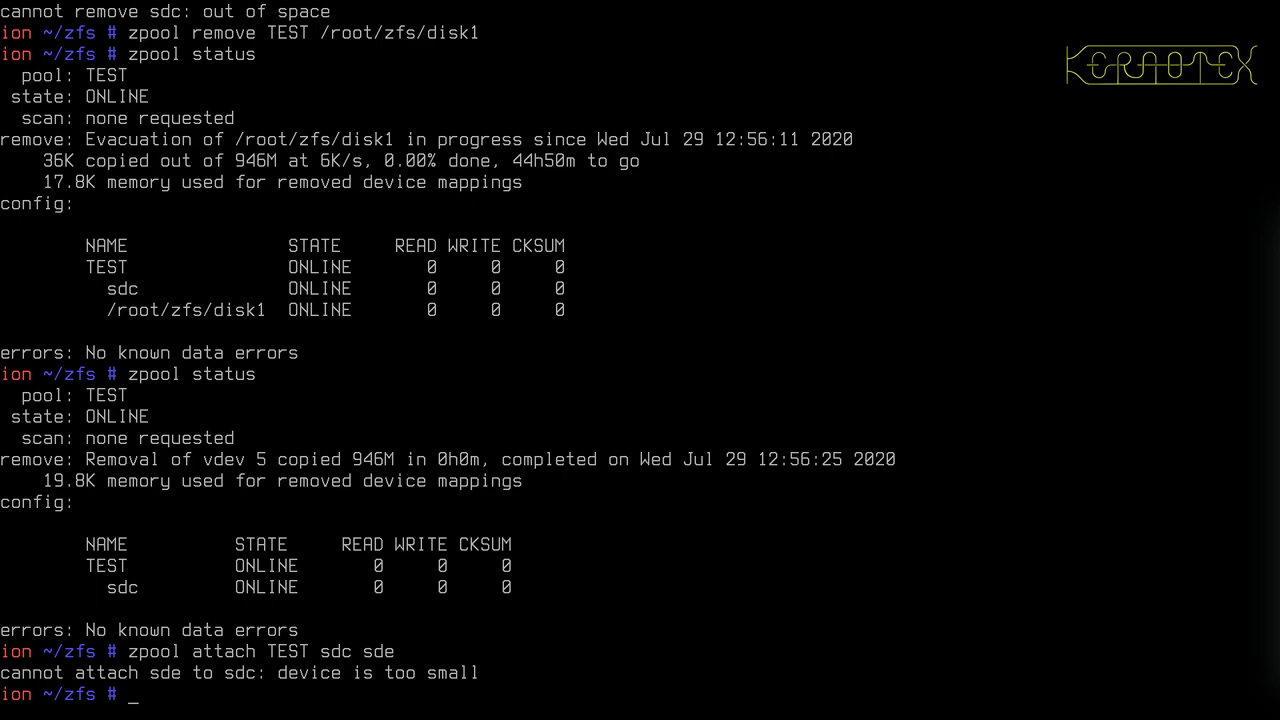 cannot remove sdc: out of space
ion ~/zfs # zpool remove TEST /root/zfs/disk1
ion ~/zfs # zpool status
  pool: TEST
 state: ONLINE
  scan: none requested
remove: Evacuation of /root/zfs/disk1 in progress since Wed Jul 29 12:56:11 2020
    36K copied out of 946M at 6K/s, 0.00% done, 44h50m to go
    17.8K memory used for removed device mappings
config:
        NAME               STATE     READ WRITE CKSUM
        TEST               ONLINE       0     0     0
          sdc              ONLINE       0     0     0
          /root/zfs/disk1  ONLINE       0     0     0
errors: No known data errors
ion ~/zfs # zpool status
  pool: TEST
 state: ONLINE
  scan: none requested
remove: Removal of vdev 5 copied 946M in 0h0m, completed on Wed Jul 29 12:56:25 2020
    19.8K memory used for removed device mappings
config:
        NAME          STATE     READ WRITE CKSUM
        TEST          ONLINE       0     0     0
          sdc         ONLINE       0     0     0
errors: No known data errors
ion ~/zfs # zpool attach TEST sdc sde
cannot attach sde to sdc: device is too small
ion ~/zfs # _
KERNOTEX